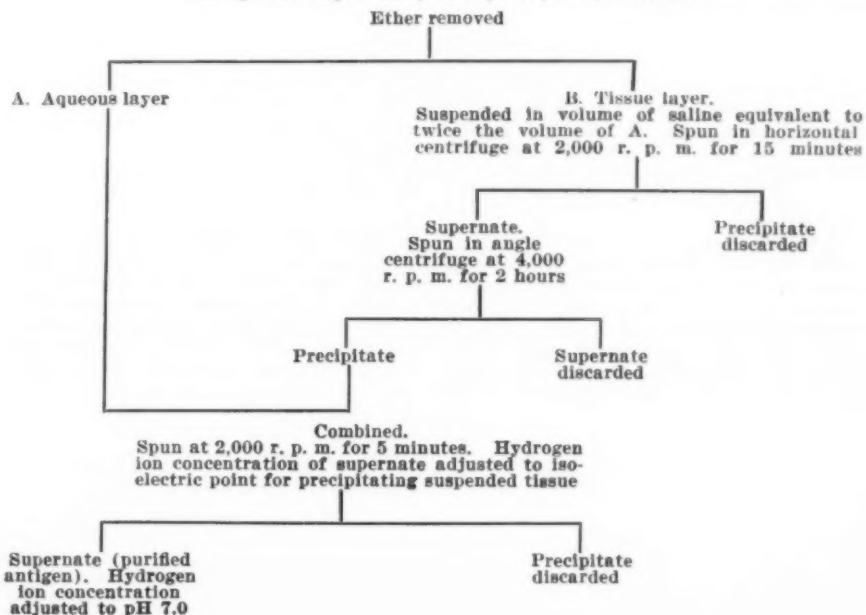 Ether removed
A. Aqueous layer
B. Tissue layer.
Suspended in volume of saline equivalent to
twice the volume of A. Spun in horizontal
centrifuge at 2,000 r. p. m. for 15 minutes
Supernate.
Spun in angle
centrifuge at 4,000
r. p. m. for 2 hours
Precipitate
discarded
Precipitate
Supernate
discarded
Combined.
Spun at 2,000 r. p. m. for 5 minutes. Hydrogen
ion concentration of supernate adjusted to iso-
electric point for precipitating suspended tissue
Supernate (purified
antigen). Hydrogen
ion concentration
adjusted to pH 7.0
Precipitate
discarded